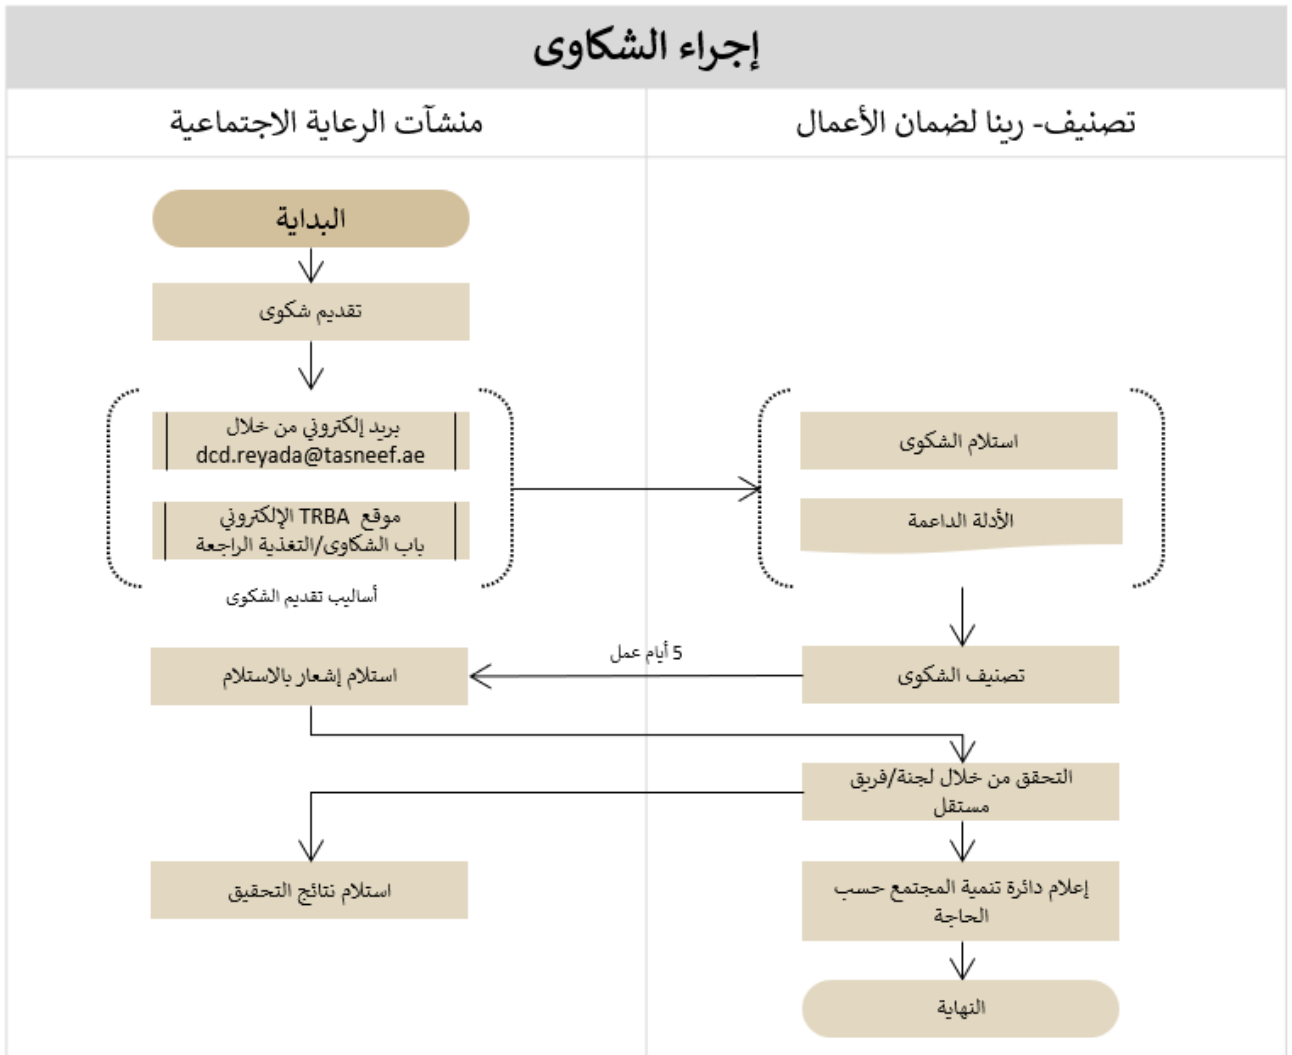 إجراء الشكاوى
تصنيف- رينا لضمان الأعمال
منشآت الرعاية الاجتماعية
البداية
تقديم شكوى
بريد إلكتروني من خلال
dcd.reyada@tasneef.ae
موقع TRBA الإلكتروني
باب الشكاوى/التغذية الراجعة
أساليب تقديم الشكوى
استلام الشكوى
الأدلة الداعمة
تصنيف الشكوى
5 أيام عمل
استلام إشعار بالاستلام
التحقق من خلال لجنة/فريق
مستقل
استلام نتائج التحقيق
إعلام دائرة تنمية المجتمع حسب
الحاجة
النهاية